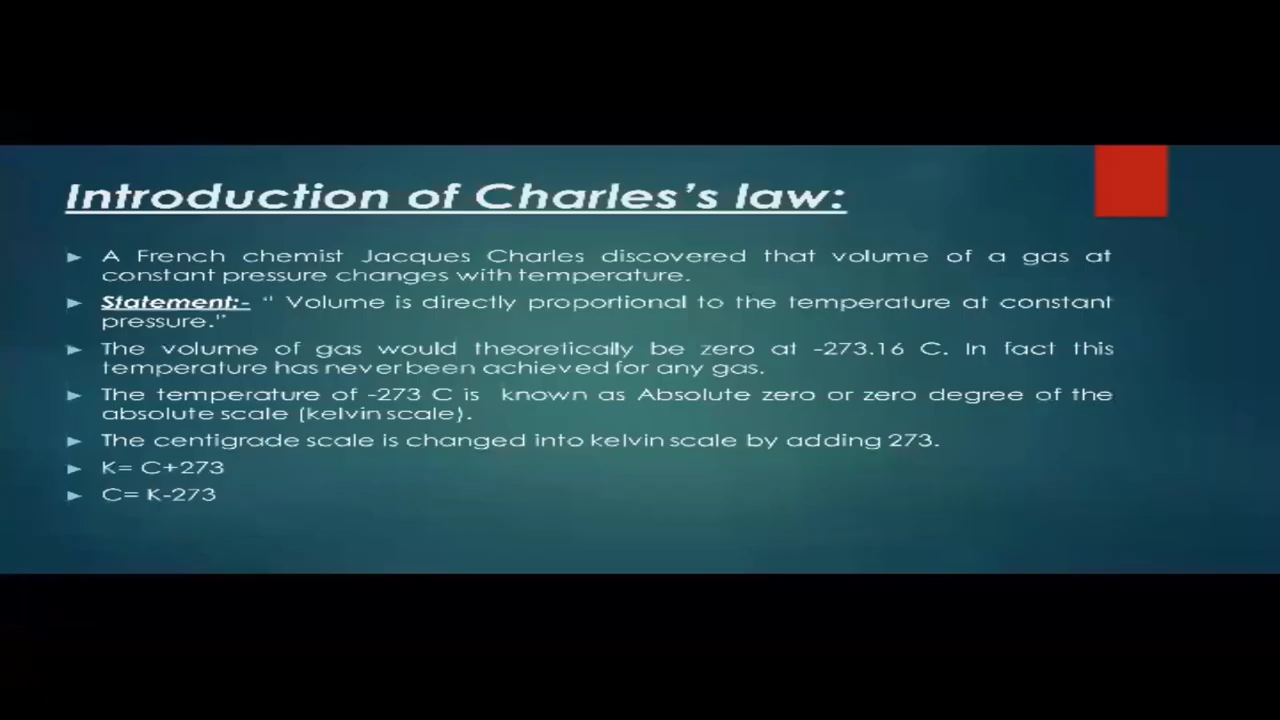 Introduction of Charles's law:
► A French chemist Jacques Charles discovered that volume of a gas at
constant pressure changes with temperature.
► Statement:- " Volume is directly proportional to the temperature at constant
pressure."
► The volume of gas would theoretically be zero at -273.16 C. In fact this
temperature has never been achieved for any gas.
► The temperature of -273 C is known as Absolute zero or zero degree of the
absolute scale (kelvin scale).
► The centigrade scale is changed into kelvin scale by adding 273.
► K= C+273
► C= K-273